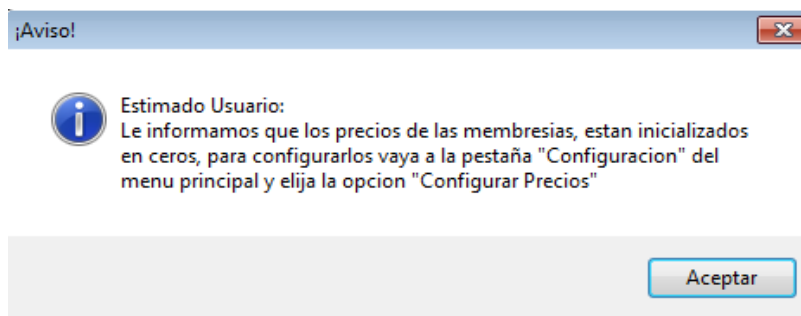 ¡Aviso!
Estimado Usuario:
Le informamos que los precios de las membresias, estan inicializados
en ceros, para configurarlos vaya a la pestaña "Configuracion" del
menu principal y elija la opcion "Configurar Precios"
Aceptar